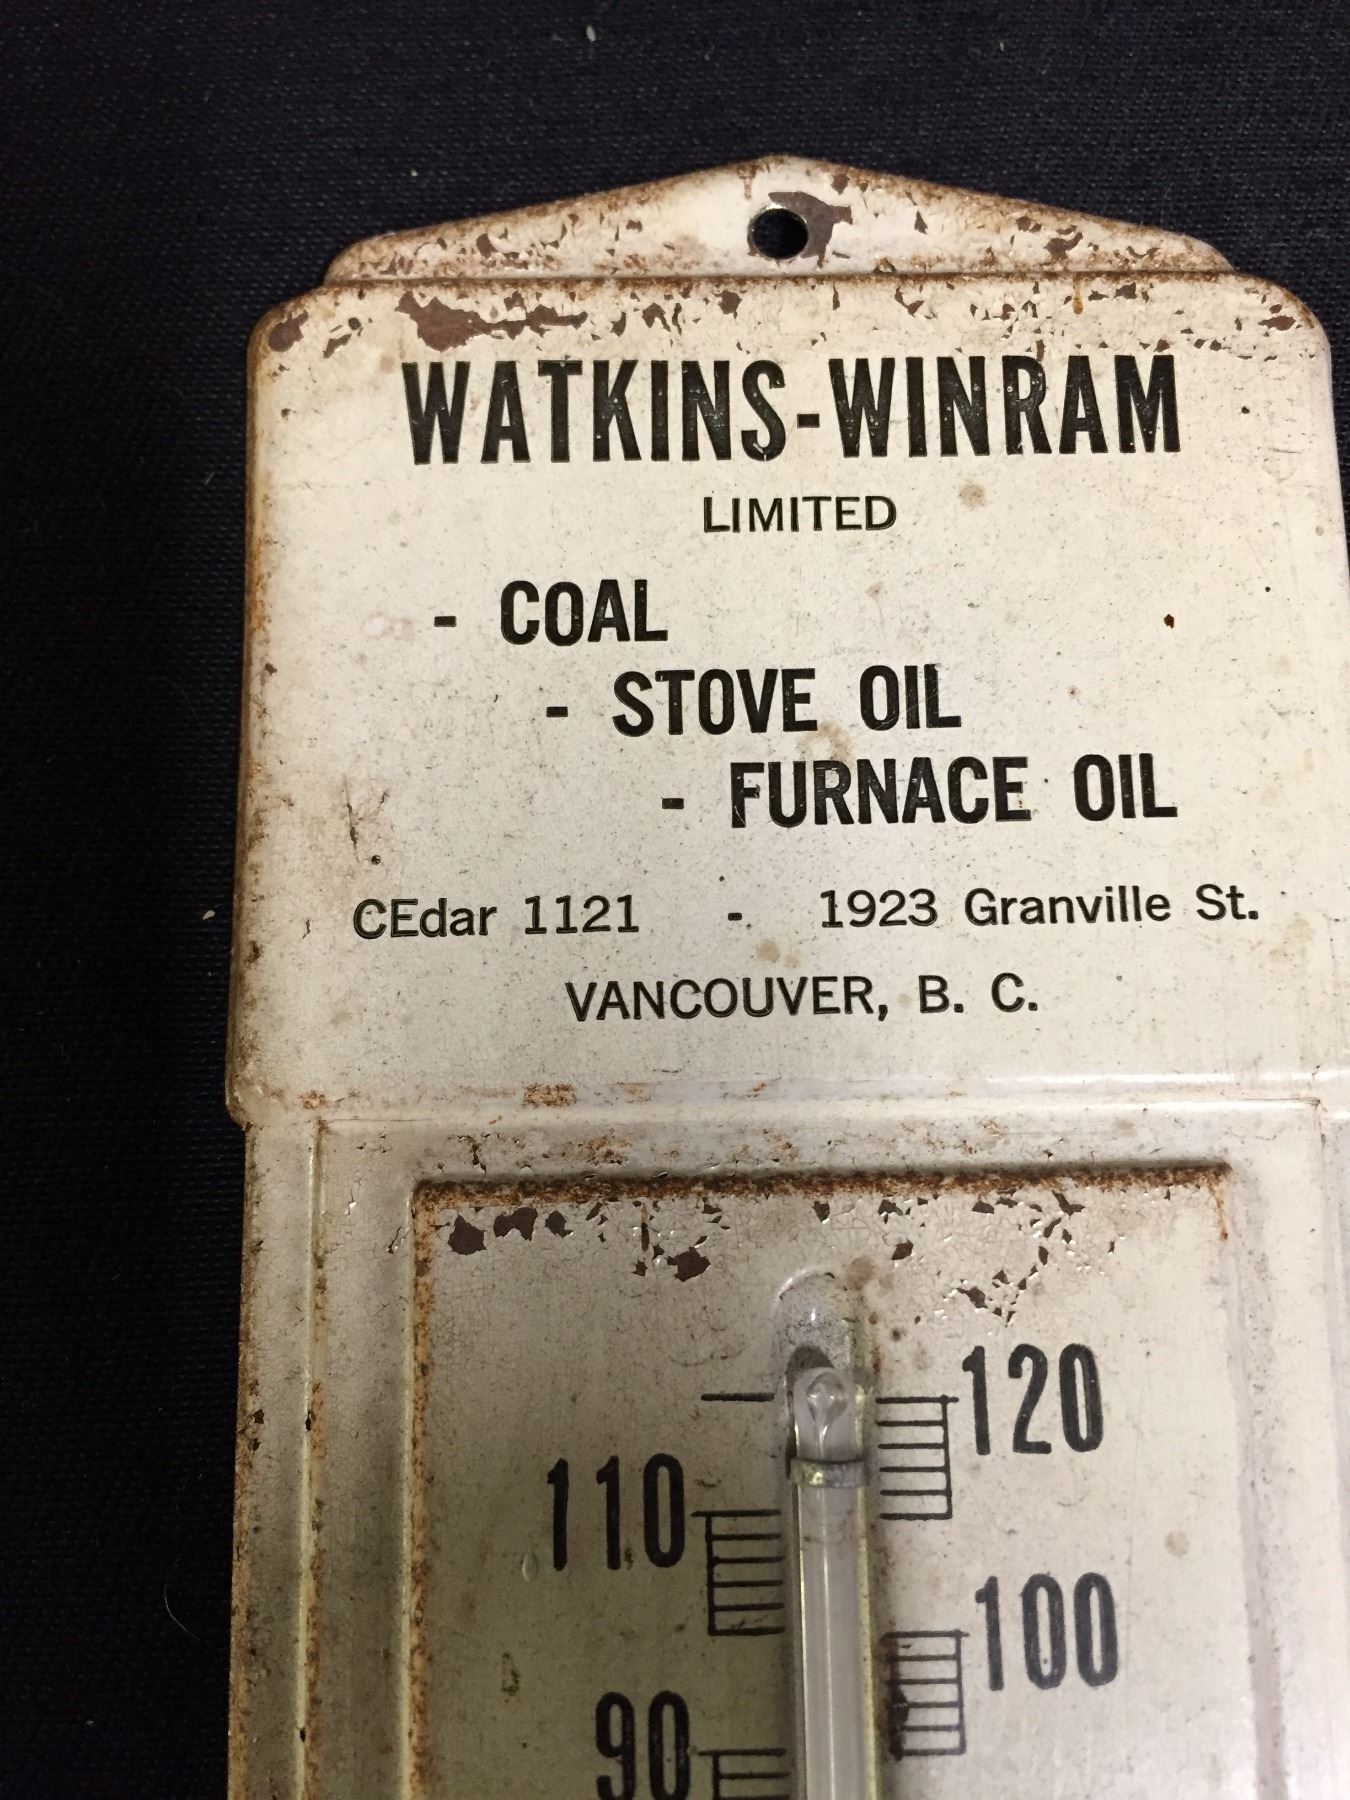 WATKINS-WINRAM
LIMITED
- COAL
- STOVE OIL
- FURNACE OIL
CEdar 1121 - 1923 Granville St.
VANCOUVER, B. C.
120
110
100
90